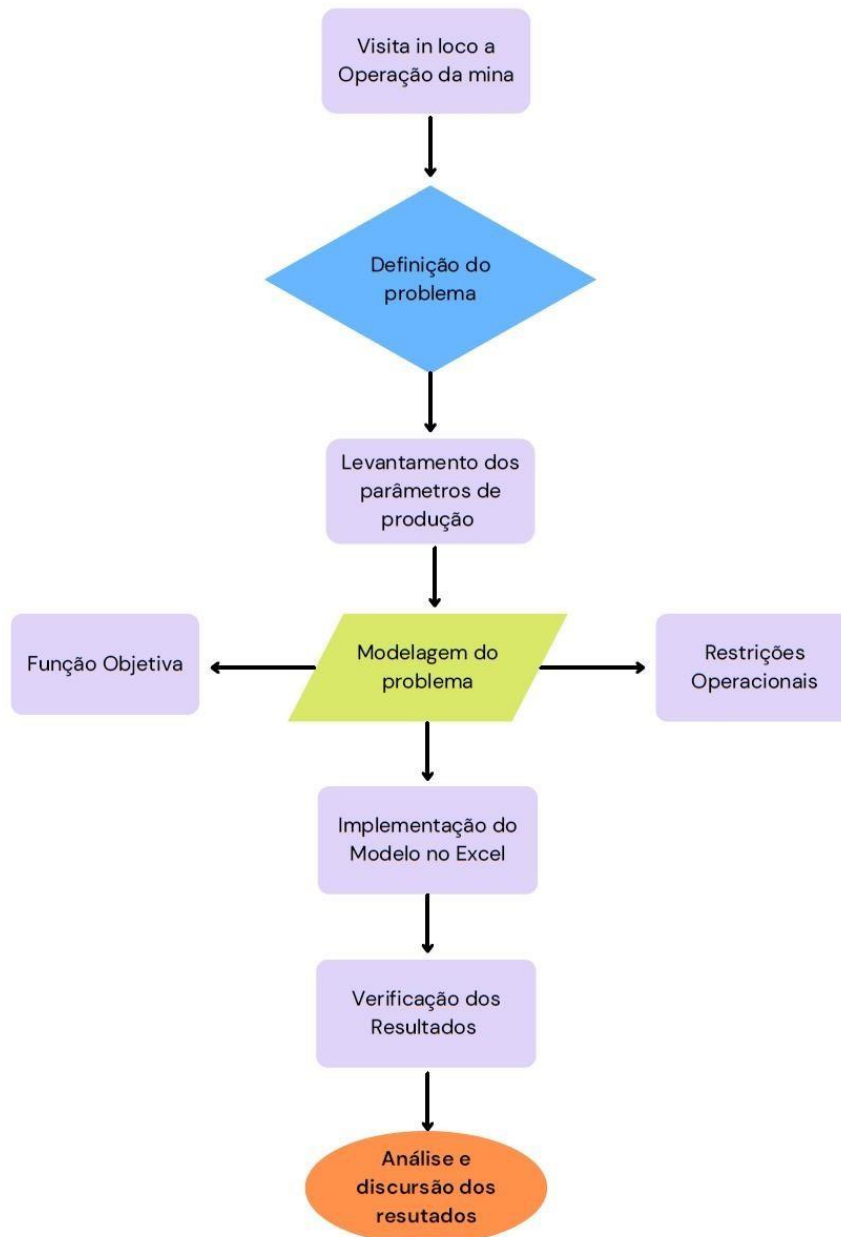 Visita in loco a
Operação da mina
Definição do
problema
Levantamento dos
parâmetros de
produção
Função Objetiva
Modelagem do
problema
Restrições
Operacionais
Implementação do
Modelo no Excel
Verificação dos
Resultados
Análise e
discursão dos
resutados